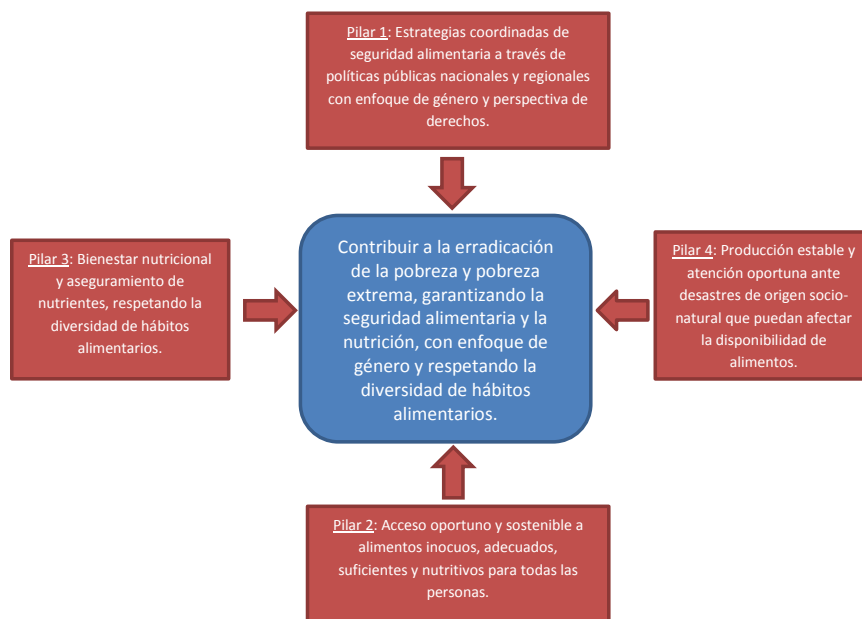 Pilar 1: Estrategias coordinadas de
seguridad alimentaria a través de
políticas públicas nacionales y regionales
con enfoque de género y perspectiva de
derechos.
Pilar 3: Bienestar nutricional
y aseguramiento de
nutrientes, respetando la
diversidad de hábitos
alimentarios.
Contribuir a la erradicación
de la pobreza y pobreza
extrema, garantizando la
seguridad alimentaria y la
nutrición, con enfoque de
género y respetando la
diversidad de hábitos
alimentarios.
Pilar 4: Producción estable y
atención oportuna ante
desastres de origen socio-
natural que puedan afectar
la disponibilidad de
alimentos.
Pilar 2: Acceso oportuno y sostenible a
alimentos inocuos, adecuados,
suficientes y nutritivos para todas las
personas.